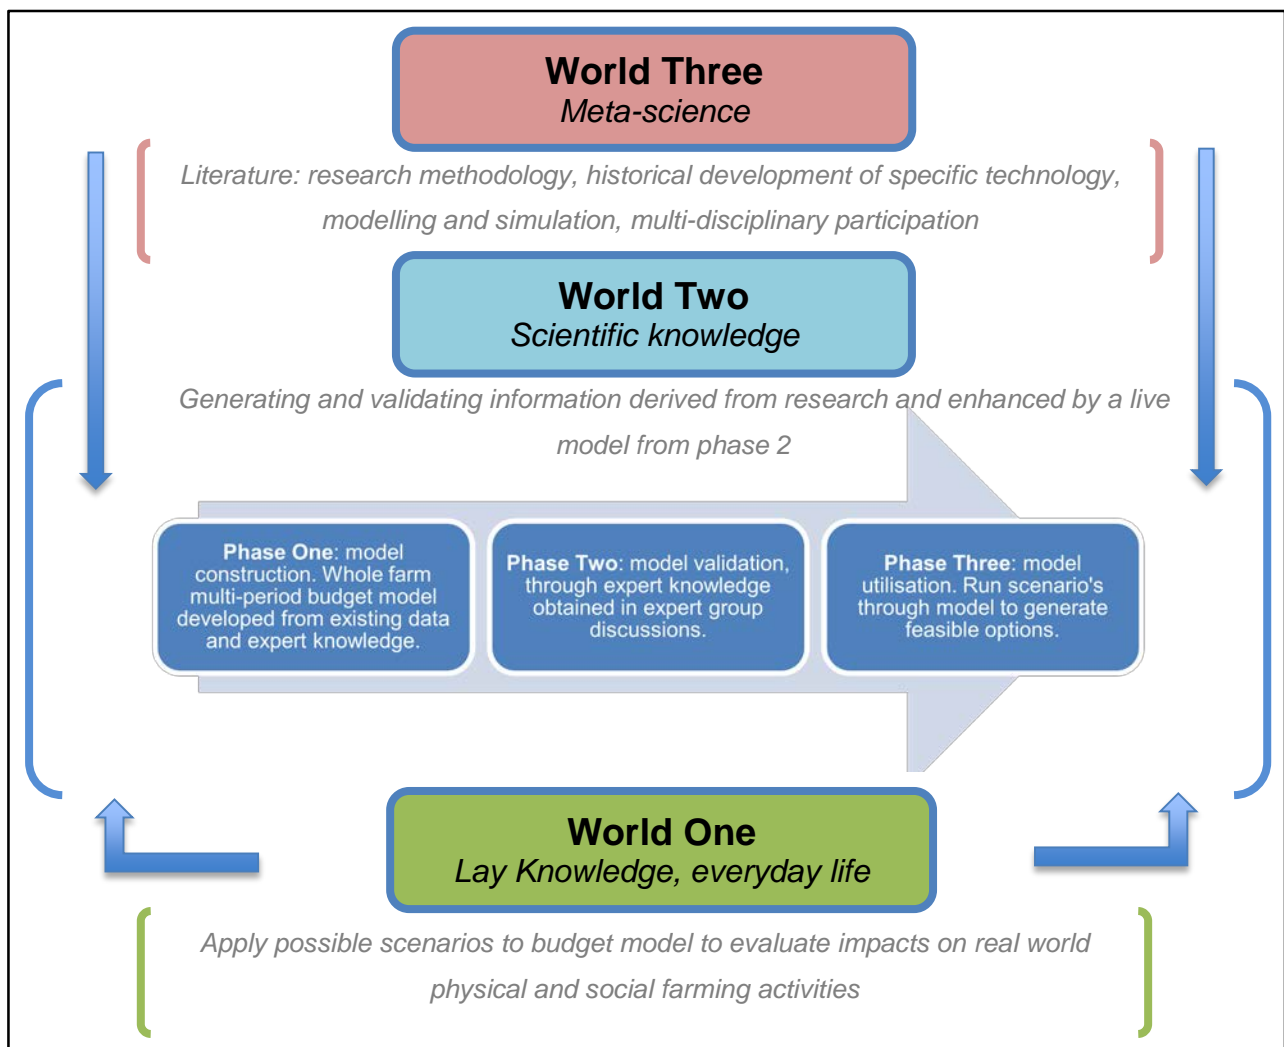 World Three
Meta-science
Literature: research methodology, historical development of specific technology,
modelling and simulation, multi-disciplinary participation
World Two
Scientific knowledge
Generating and validating information derived from research and enhanced by a live
model from phase 2
Phase One: model
construction. Whole farm
multi-period budget model
developed from existing data
and expert knowledge.
Phase Two: model validation,
through expert knowledge
obtained in expert group
discussions.
Phase Three: model
utilisation. Run scenario's
through model to generate
feasible options.
World One
Lay Knowledge, everyday life
Apply possible scenarios to budget model to evaluate impacts on real world
physical and social farming activities